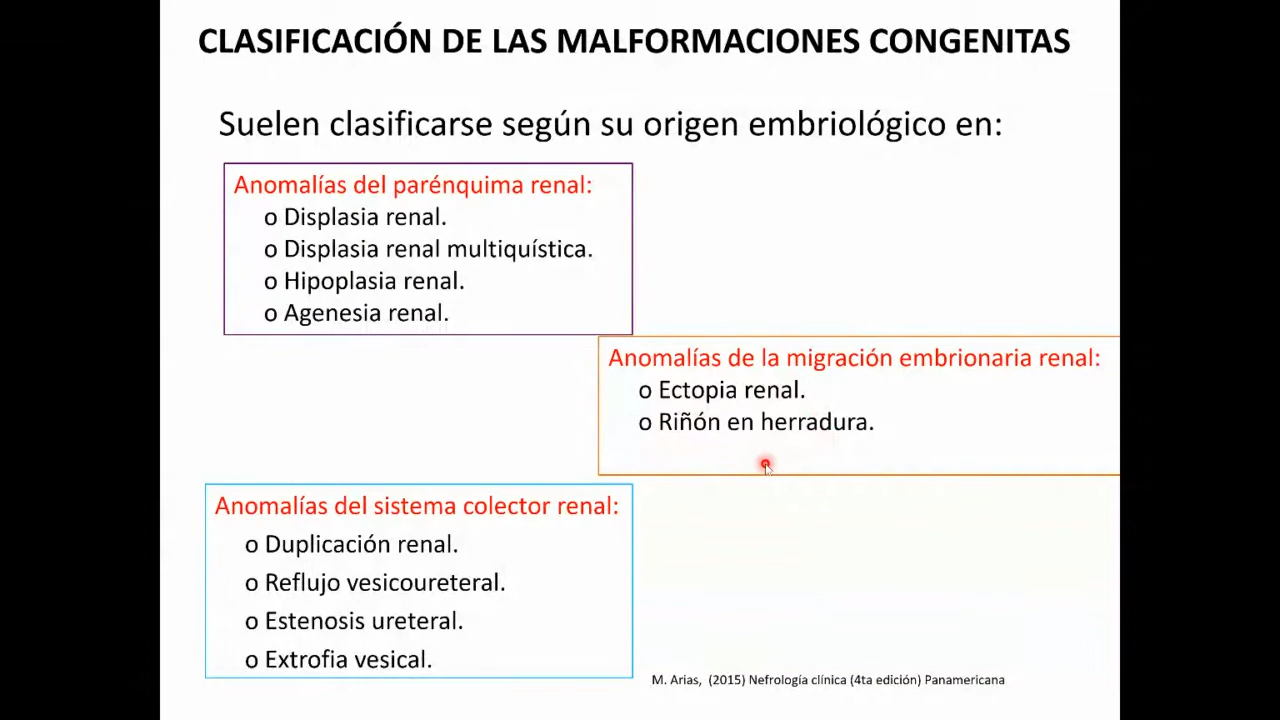 CLASIFICACIÓN DE LAS MALFORMACIONES CONGENITAS
Suelen clasificarse según su origen embriológico en:
Anomalías del parénquima renal:
o Displasia renal.
o Displasia renal multiquística.
o Hipoplasia renal.
o Agenesia renal.
Anomalías de la migración embrionaria renal:
o Ectopia renal.
o Riñón en herradura.
Anomalías del sistema colector renal:
o Duplicación renal.
o Reflujo vesicoureteral.
o Estenosis ureteral.
o Extrofia vesical.
M. Arias, (2015) Nefrología clínica (4ta edición) Panamericana